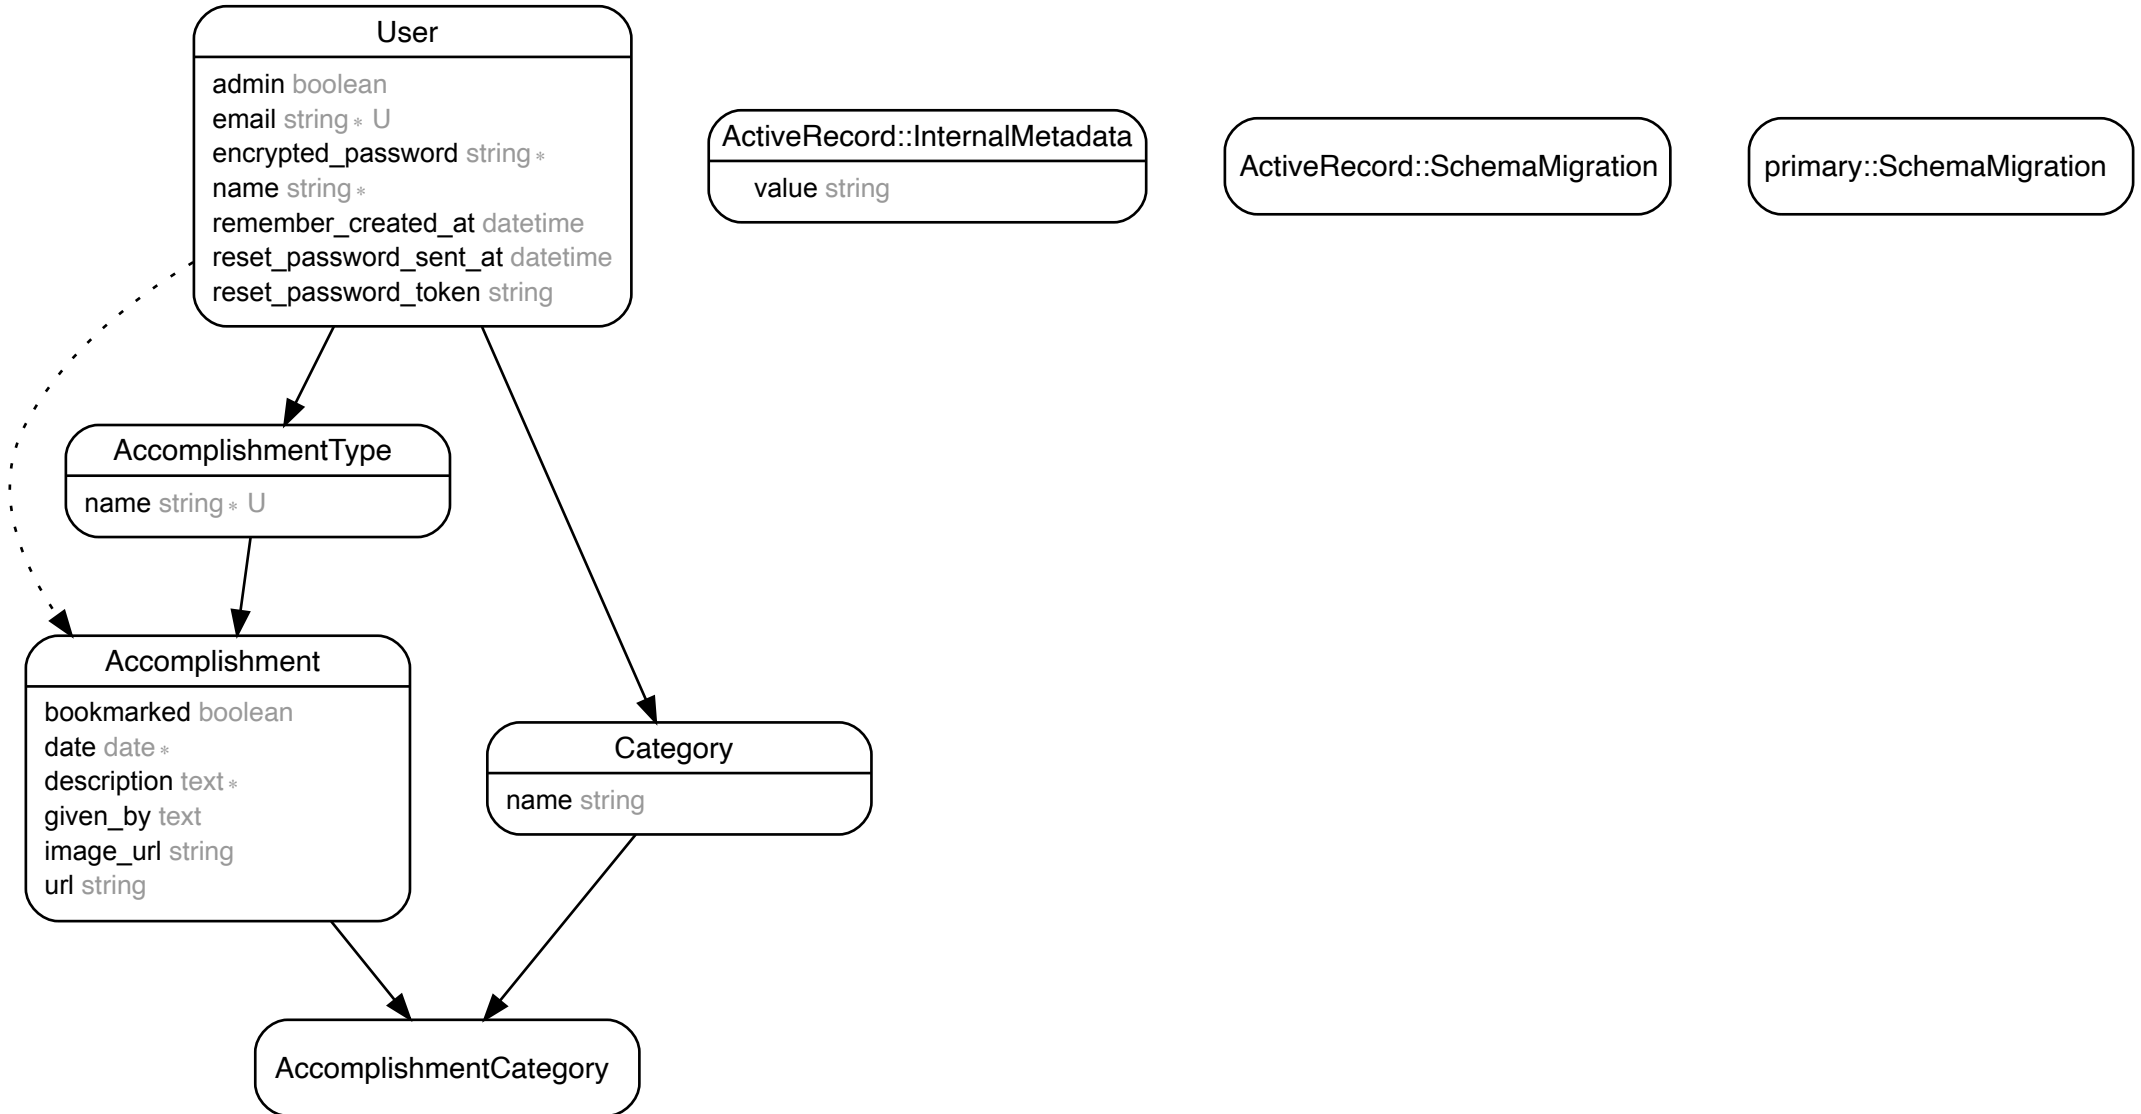 User
admin boolean
email string∗ U
encrypted_password string∗
name string∗
remember_created_at datetime
reset_password_sent_at datetime
reset_password_token string
ActiveRecord::InternalMetadata
value string
ActiveRecord::SchemaMigration
primary::SchemaMigration
AccomplishmentType
name string∗ U
Accomplishment
bookmarked boolean
date date∗
description text∗
given_by text
image_url string
url string
Category
name string
AccomplishmentCategory